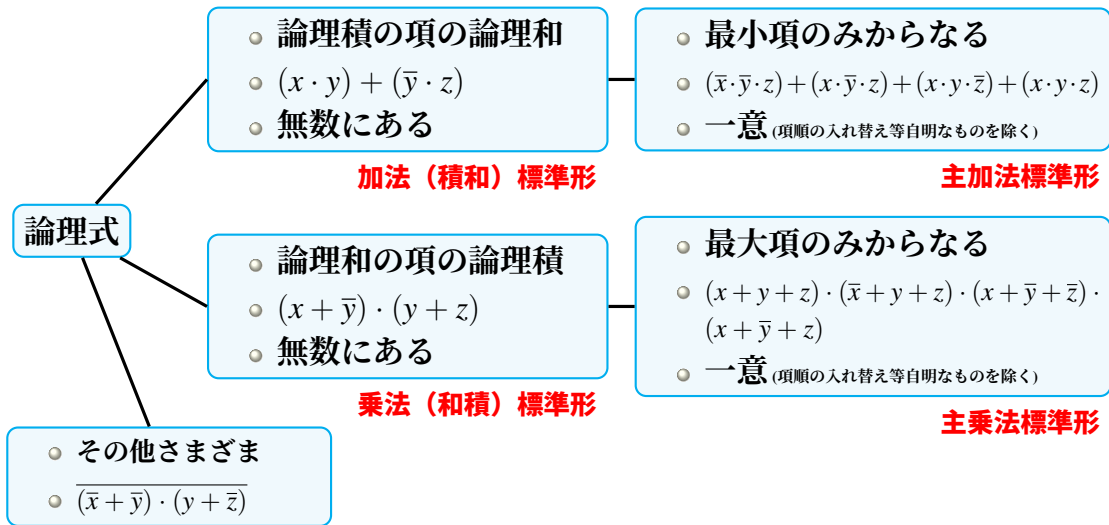 論理積の項の論理和
(x · y) + (y̅ · z)
無数にある
加法（積和）標準形
最小項のみからなる
(x̅·y̅·z)+(x·y̅·z)+(x·y·z̅)+(x·y·z)
一意 (項順の入れ替え等自明なものを除く)
主加法標準形
論理式
論理和の項の論理積
(x + y̅) · (y + z)
無数にある
乗法（和積）標準形
最大項のみからなる
(x + y + z) · (x̅ + y + z) · (x + y̅ + z̅) ·
(x + y̅ + z)
一意 (項順の入れ替え等自明なものを除く)
主乗法標準形
その他さまざま
$\overline{(\overline{x} + \overline{y}) \cdot (y + \overline{z})}$